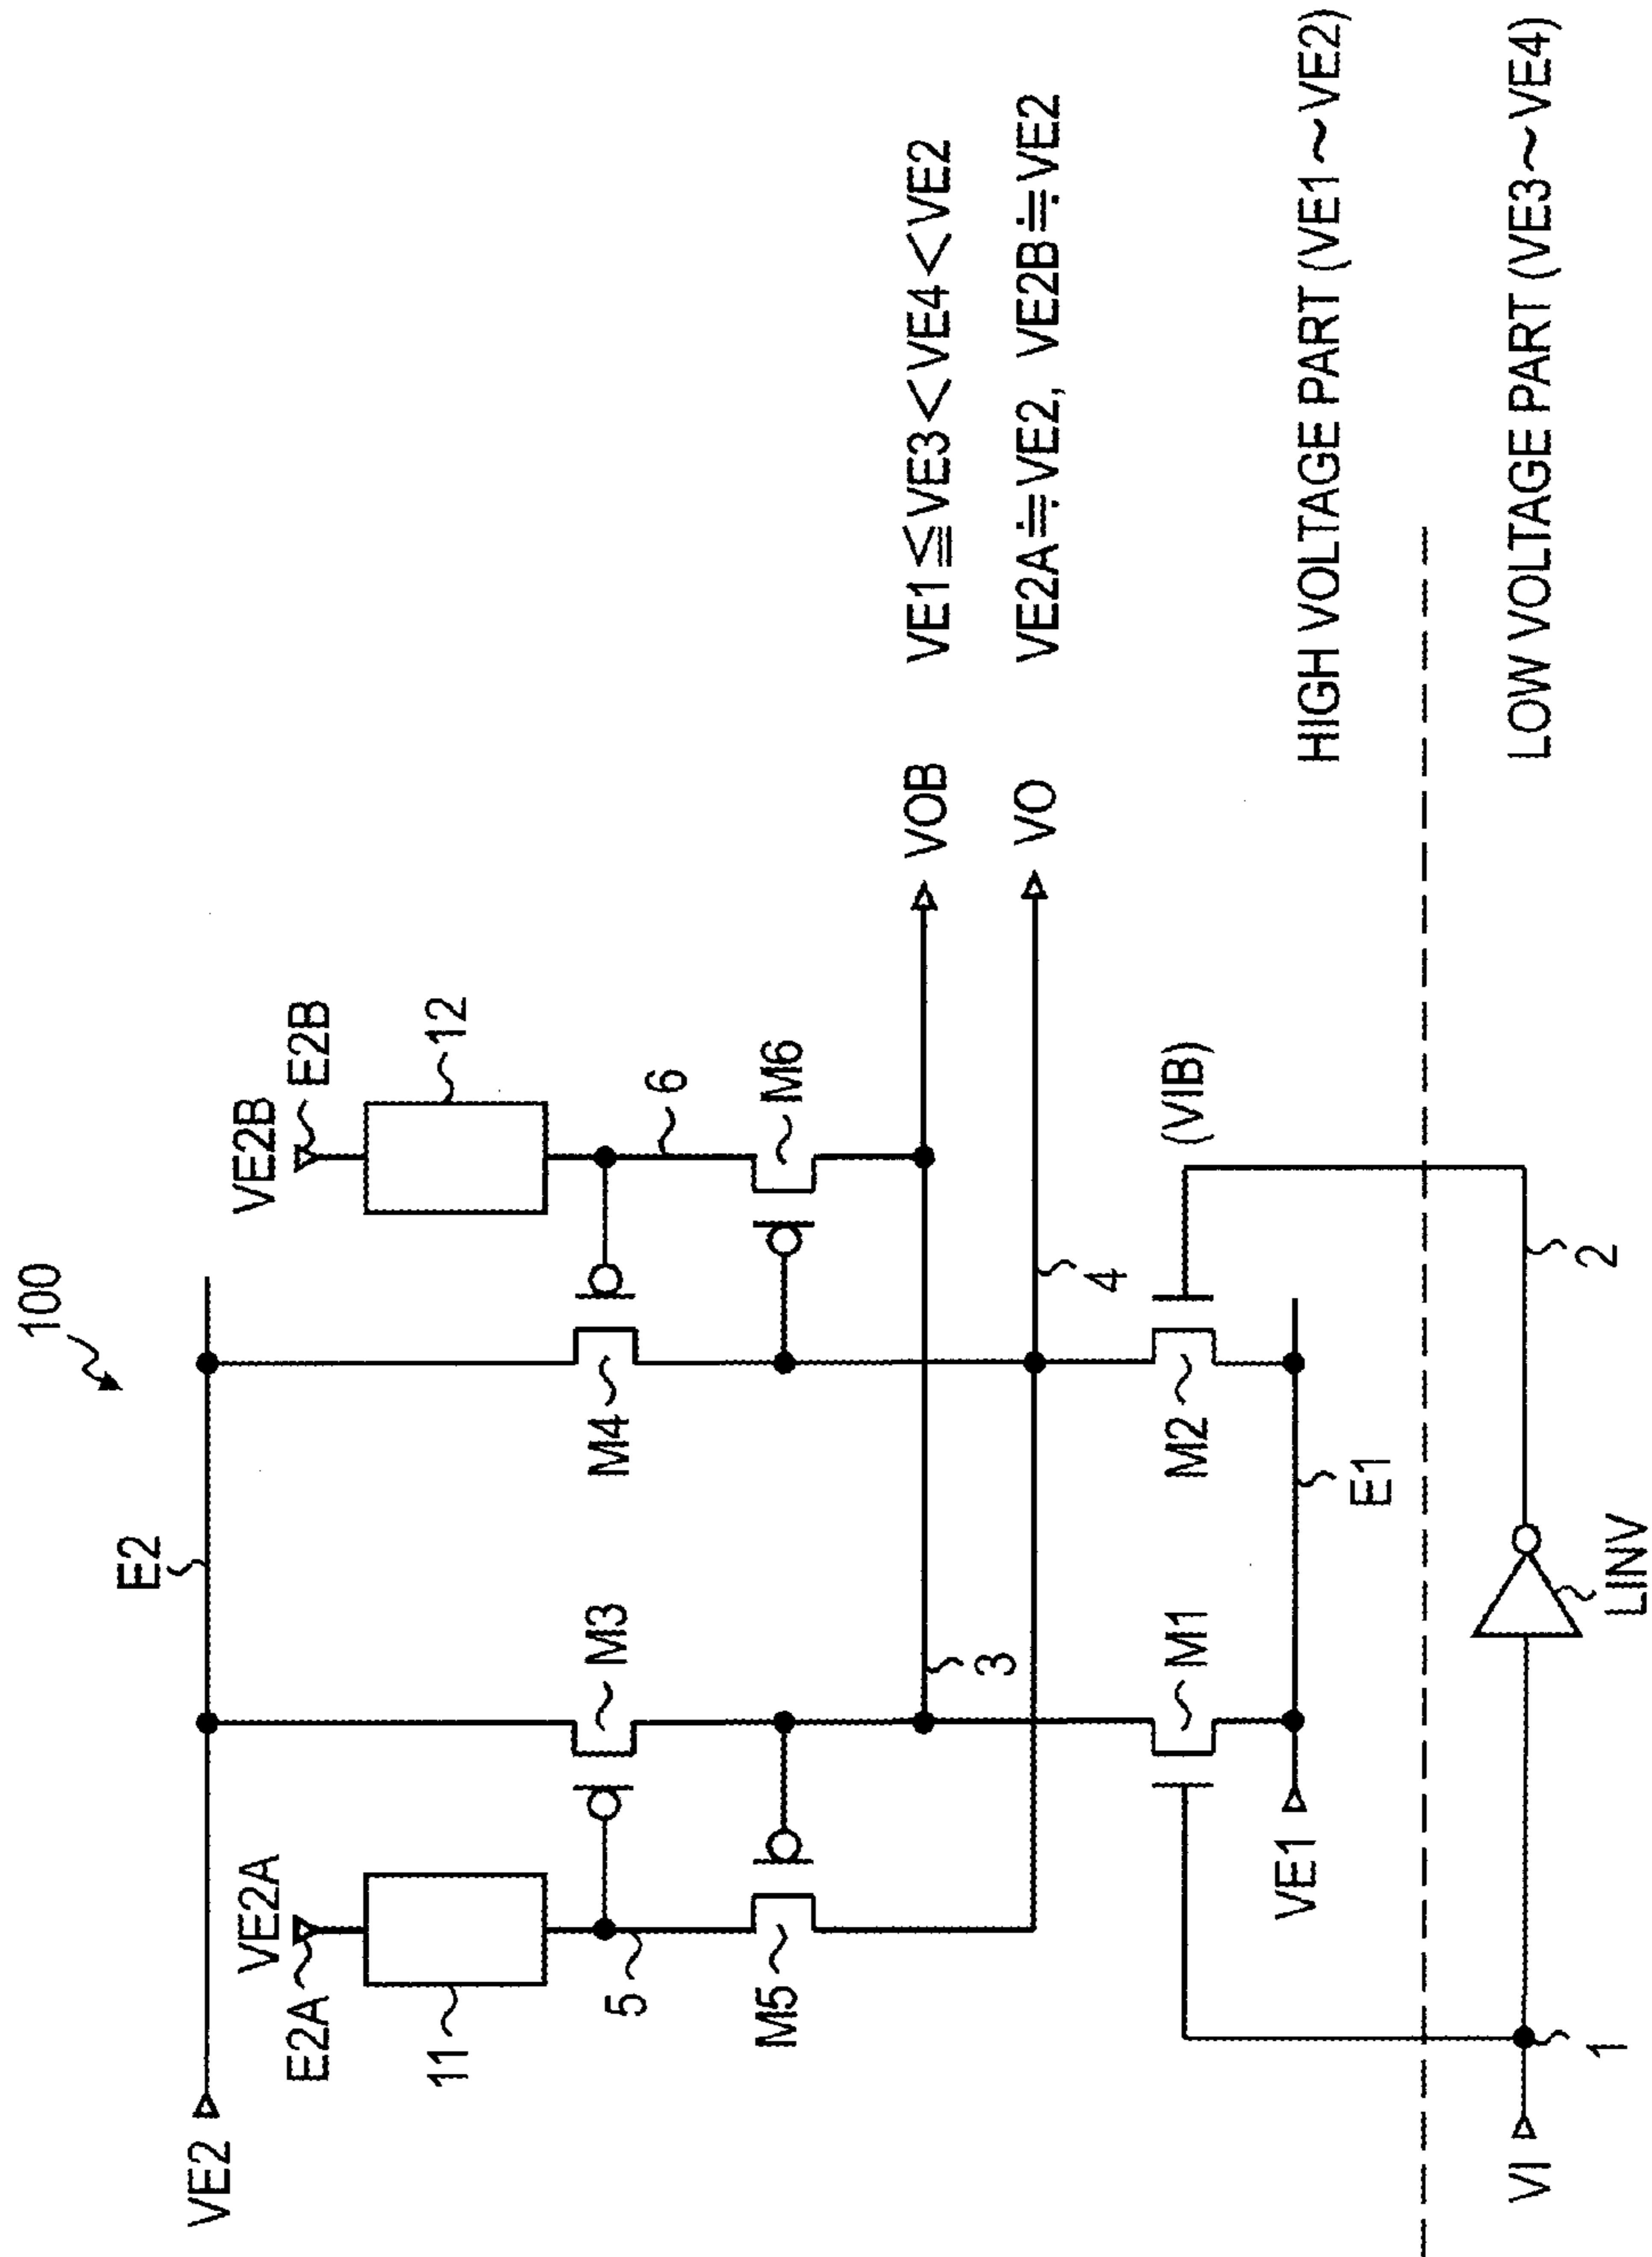 100
VE2
E2
VE2A
E2A
VE2B
E2B
11
12
M3
M4
5
6
M5
M6
3
4
VOB
VO
VE1≦VE3<VE4<VE2
VE2A≒VE2, VE2B≒VE2
M1
M2
(VIB)
VE1
E1
HIGH VOLTAGE PART (VE1～VE2)
LOW VOLTAGE PART (VE3～VE4)
VI
1
LINV
2